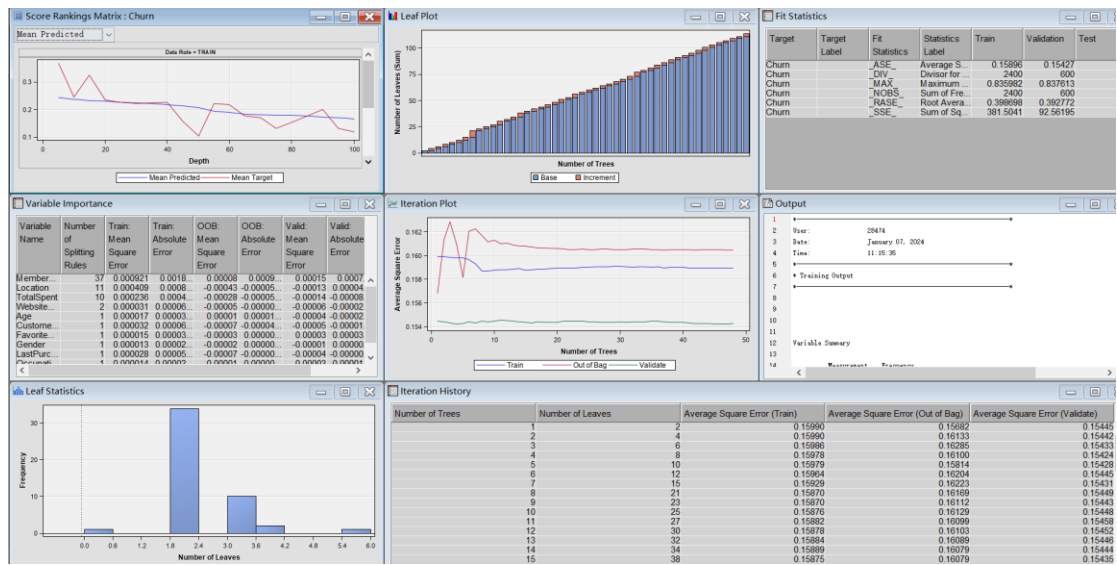 Score Rankings Matrix : Churn
Mean Predicted
Data Role = TRAIN
0.3
0.2
0.1
0 20 40 60 80 100
Depth
Mean Predicted Mean Target
Leaf Plot
Number of Leaves (Sum)
100
75
50
25
0
0 10 20 30 40 50
Number of Trees
Base Increment
Fit Statistics
Target Target Label Fit Statistics Statistics Label Train Validation Test
Churn _ASE_ Average S... 0.15896 0.15427
Churn _DIV_ Divisor for ... 2400 600
Churn _MAX_ Maximum ... 0.835982 0.837613
Churn _NOBS_ Sum of Fre... 2400 600
Churn _RASE_ Root Avera... 0.398698 0.392772
Churn _SSE_ Sum of Sq... 381.5041 92.56195
Variable Importance
Variable Name Number of Splitting Rules Train: Mean Square Error Train: Absolute Error OOB: Mean Square Error OOB: Absolute Error Valid: Mean Square Error Valid: Absolute Error
Member... 37 0.000921 0.0018... -0.00008 0.0009... 0.00015 0.0007
Location 11 0.000409 0.0008... -0.00043 -0.00005... -0.00013 0.00004
TotalSpent 10 0.000236 0.0004... -0.00028 -0.00005... -0.00014 -0.00008
Website... 2 0.000031 0.00006... -0.00005 -0.00000... -0.00006 -0.00002
Age 1 0.000017 0.00003... 0.00001 0.00001... -0.00004 -0.00002
Custome... 1 0.000032 0.00006... -0.00007 -0.00004... -0.00005 -0.00001
Favorite... 1 0.000015 0.00003... -0.00003 0.00000... 0.00003 0.00003
Gender 1 0.000013 0.00002... -0.00002 0.00000... -0.00001 0.00000
LastPurc... 1 0.000028 0.00005... -0.00007 -0.00000... -0.00004 -0.00000
Iteration Plot
Average Square Error
0.162
0.160
0.158
0.156
0.154
0 10 20 30 40 50
Number of Trees
Train Out of Bag Validate
Output
1 *------------------------------------------------------------*
2 User: 28474
3 Date: January 07, 2024
4 Time: 11:15:35
5 *------------------------------------------------------------*
6 * Training Output
7 *------------------------------------------------------------*
8
9
10
11
12 Variable Summary
13
14 Measurement Frequency
Leaf Statistics
Frequency
30
20
10
0
0.0 0.6 1.2 1.8 2.4 3.0 3.6 4.2 4.8 5.4 6.0
Number of Leaves
Iteration History
Number of Trees Number of Leaves Average Square Error (Train) Average Square Error (Out of Bag) Average Square Error (Validate)
1 2 0.15990 0.15682 0.15445
2 4 0.15990 0.16133 0.15442
3 6 0.15986 0.16285 0.15433
4 8 0.15978 0.16100 0.15424
5 10 0.15979 0.15814 0.15428
6 12 0.15964 0.16204 0.15445
7 15 0.15929 0.16223 0.15431
8 21 0.15870 0.16169 0.15449
9 23 0.15870 0.16112 0.15443
10 25 0.15876 0.16129 0.15448
11 27 0.15882 0.16099 0.15458
12 30 0.15878 0.16103 0.15452
13 32 0.15884 0.16089 0.15446
14 34 0.15889 0.16079 0.15444
15 38 0.15875 0.16079 0.15435